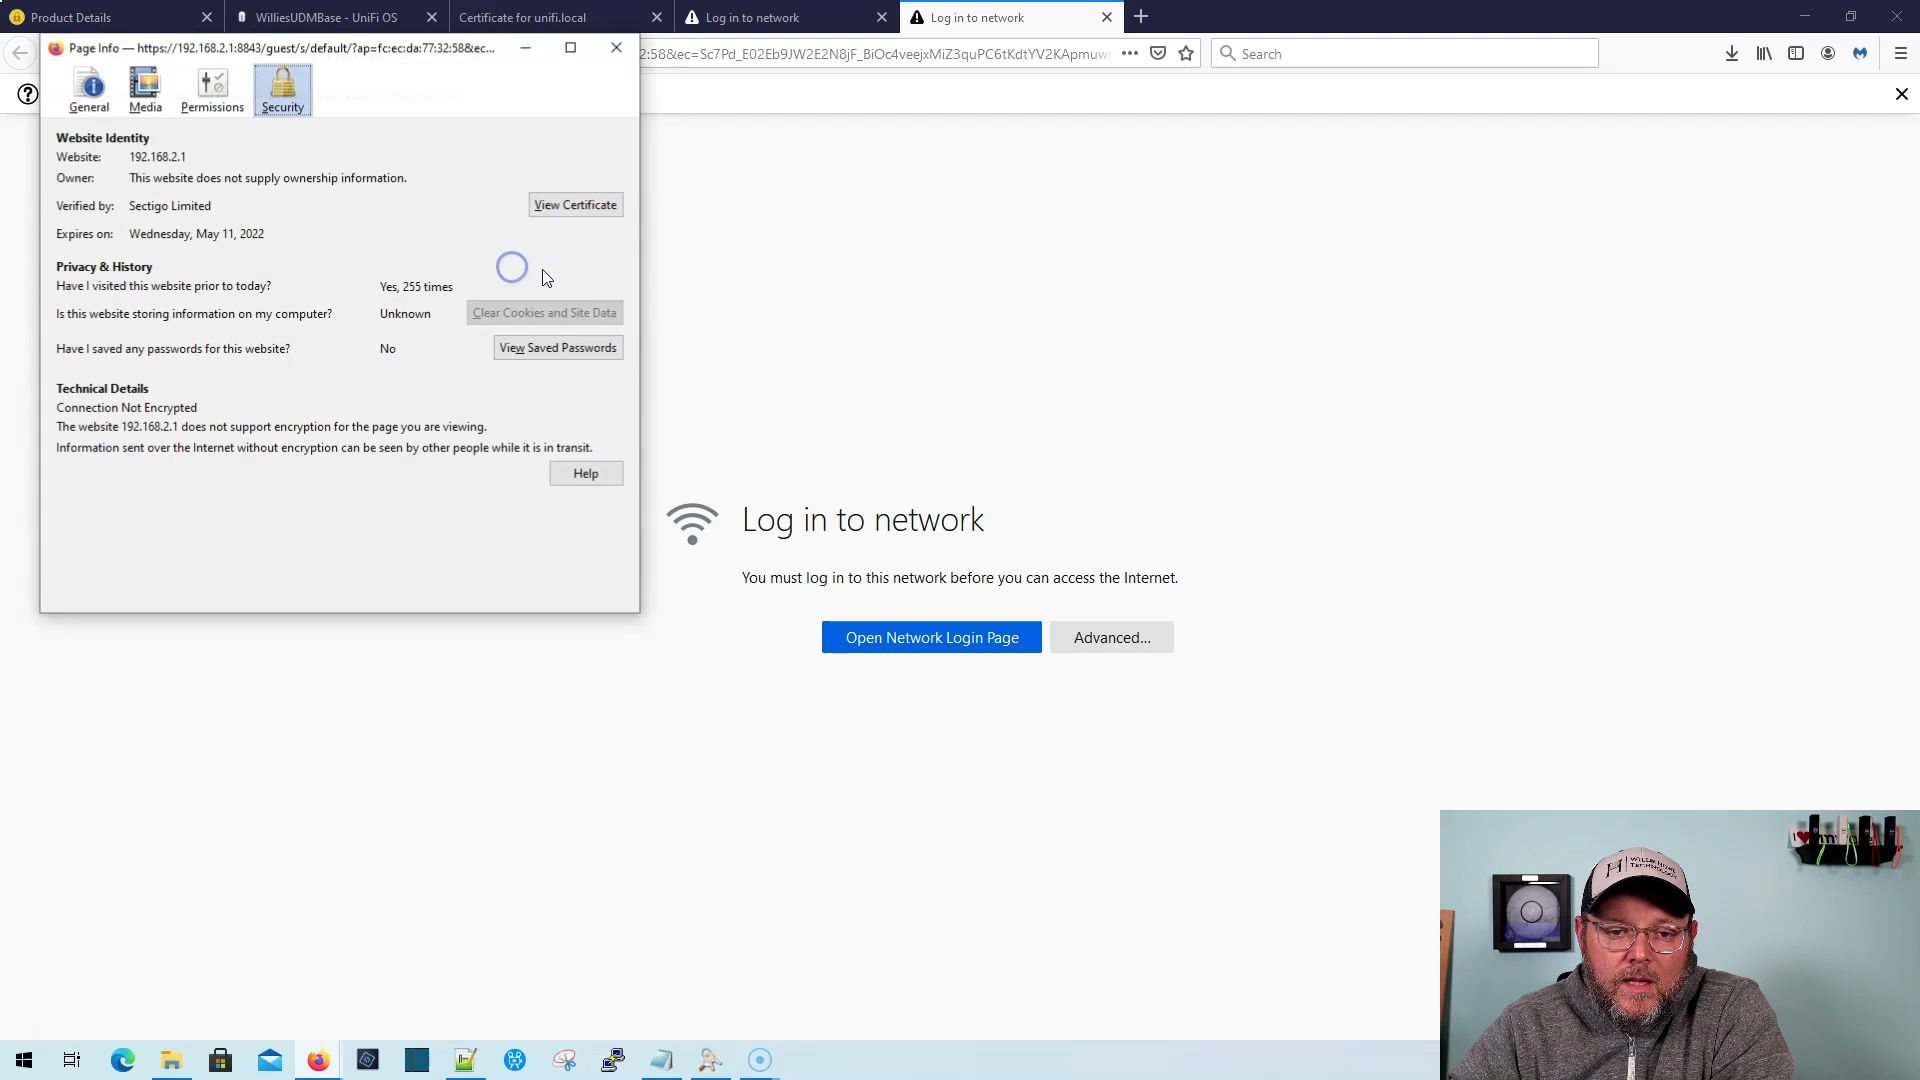 Product Details
WilliesUDMBase - UniFi OS
Certificate for unifi.local
Log in to network
Log in to network
Page Info — https://192.168.2.1:8843/guest/s/default/?ap=fc:ec:da:77:32:58&ec...
2:58&ec=Sc7Pd_E02Eb9JW2E2N8jF_BiOc4veejxMiZ3quPC6tKdtYV2KApmuw
Search
General
Media
Permissions
Security
Website Identity
Website: 192.168.2.1
Owner: This website does not supply ownership information.
Verified by: Sectigo Limited
View Certificate
Expires on: Wednesday, May 11, 2022
Privacy & History
Have I visited this website prior to today? Yes, 255 times
Is this website storing information on my computer? Unknown
Clear Cookies and Site Data
Have I saved any passwords for this website? No
View Saved Passwords
Technical Details
Connection Not Encrypted
The website 192.168.2.1 does not support encryption for the page you are viewing.
Information sent over the Internet without encryption can be seen by other people while it is in transit.
Help
Log in to network
You must log in to this network before you can access the Internet.
Open Network Login Page
Advanced...
WILLIE HOWE
TECHNOLOGY